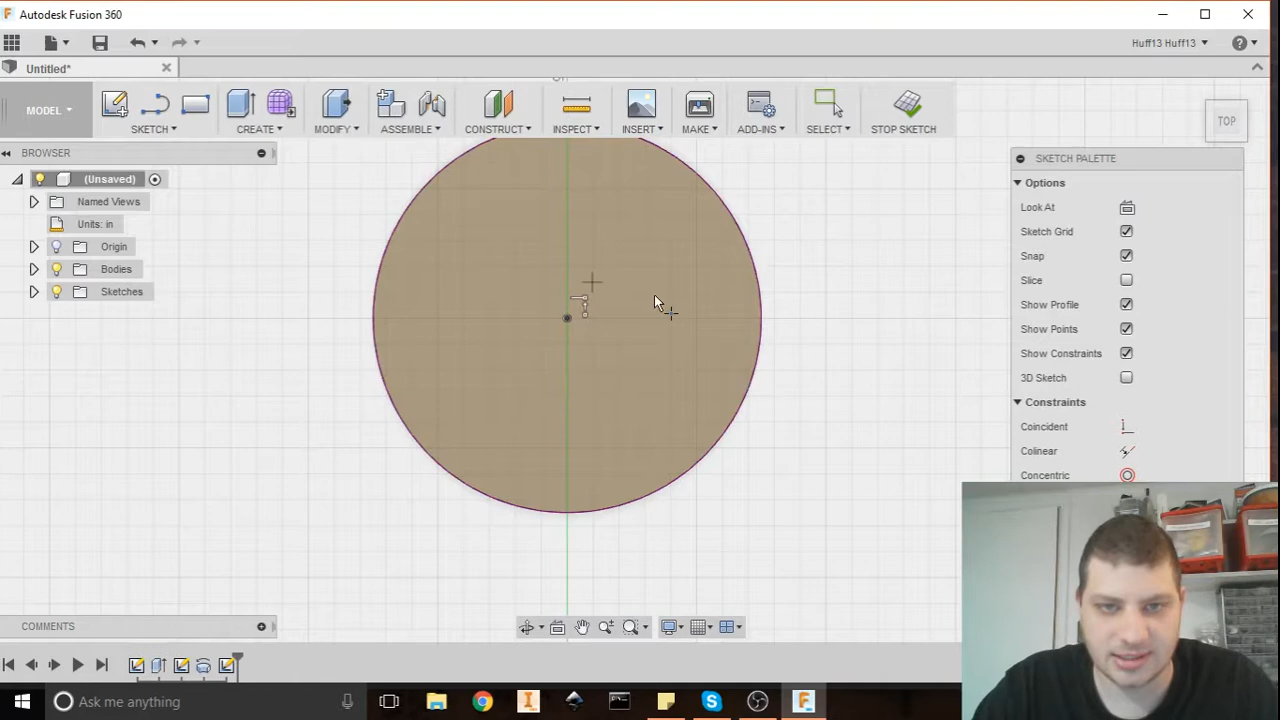 Autodesk Fusion 360
Huff13 Huff13
Untitled*
MODEL
SKETCH
CREATE
MODIFY
ASSEMBLE
CONSTRUCT
INSPECT
INSERT
MAKE
ADD-INS
SELECT
STOP SKETCH
TOP
BROWSER
(Unsaved)
Named Views
Units: in
Origin
Bodies
Sketches
SKETCH PALETTE
Options
Look At
Sketch Grid
Snap
Slice
Show Profile
Show Points
Show Constraints
3D Sketch
Constraints
Coincident
Colinear
Concentric
COMMENTS
Ask me anything